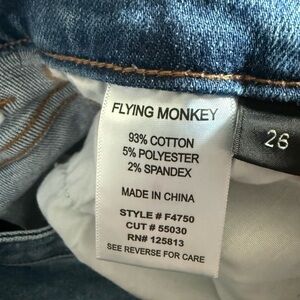 FLYING MONKEY
93% COTTON
5% POLYESTER
2% SPANDEX
MADE IN CHINA
STYLE # F4750
CUT # 55030
RN# 125813
SEE REVERSE FOR CARE
26